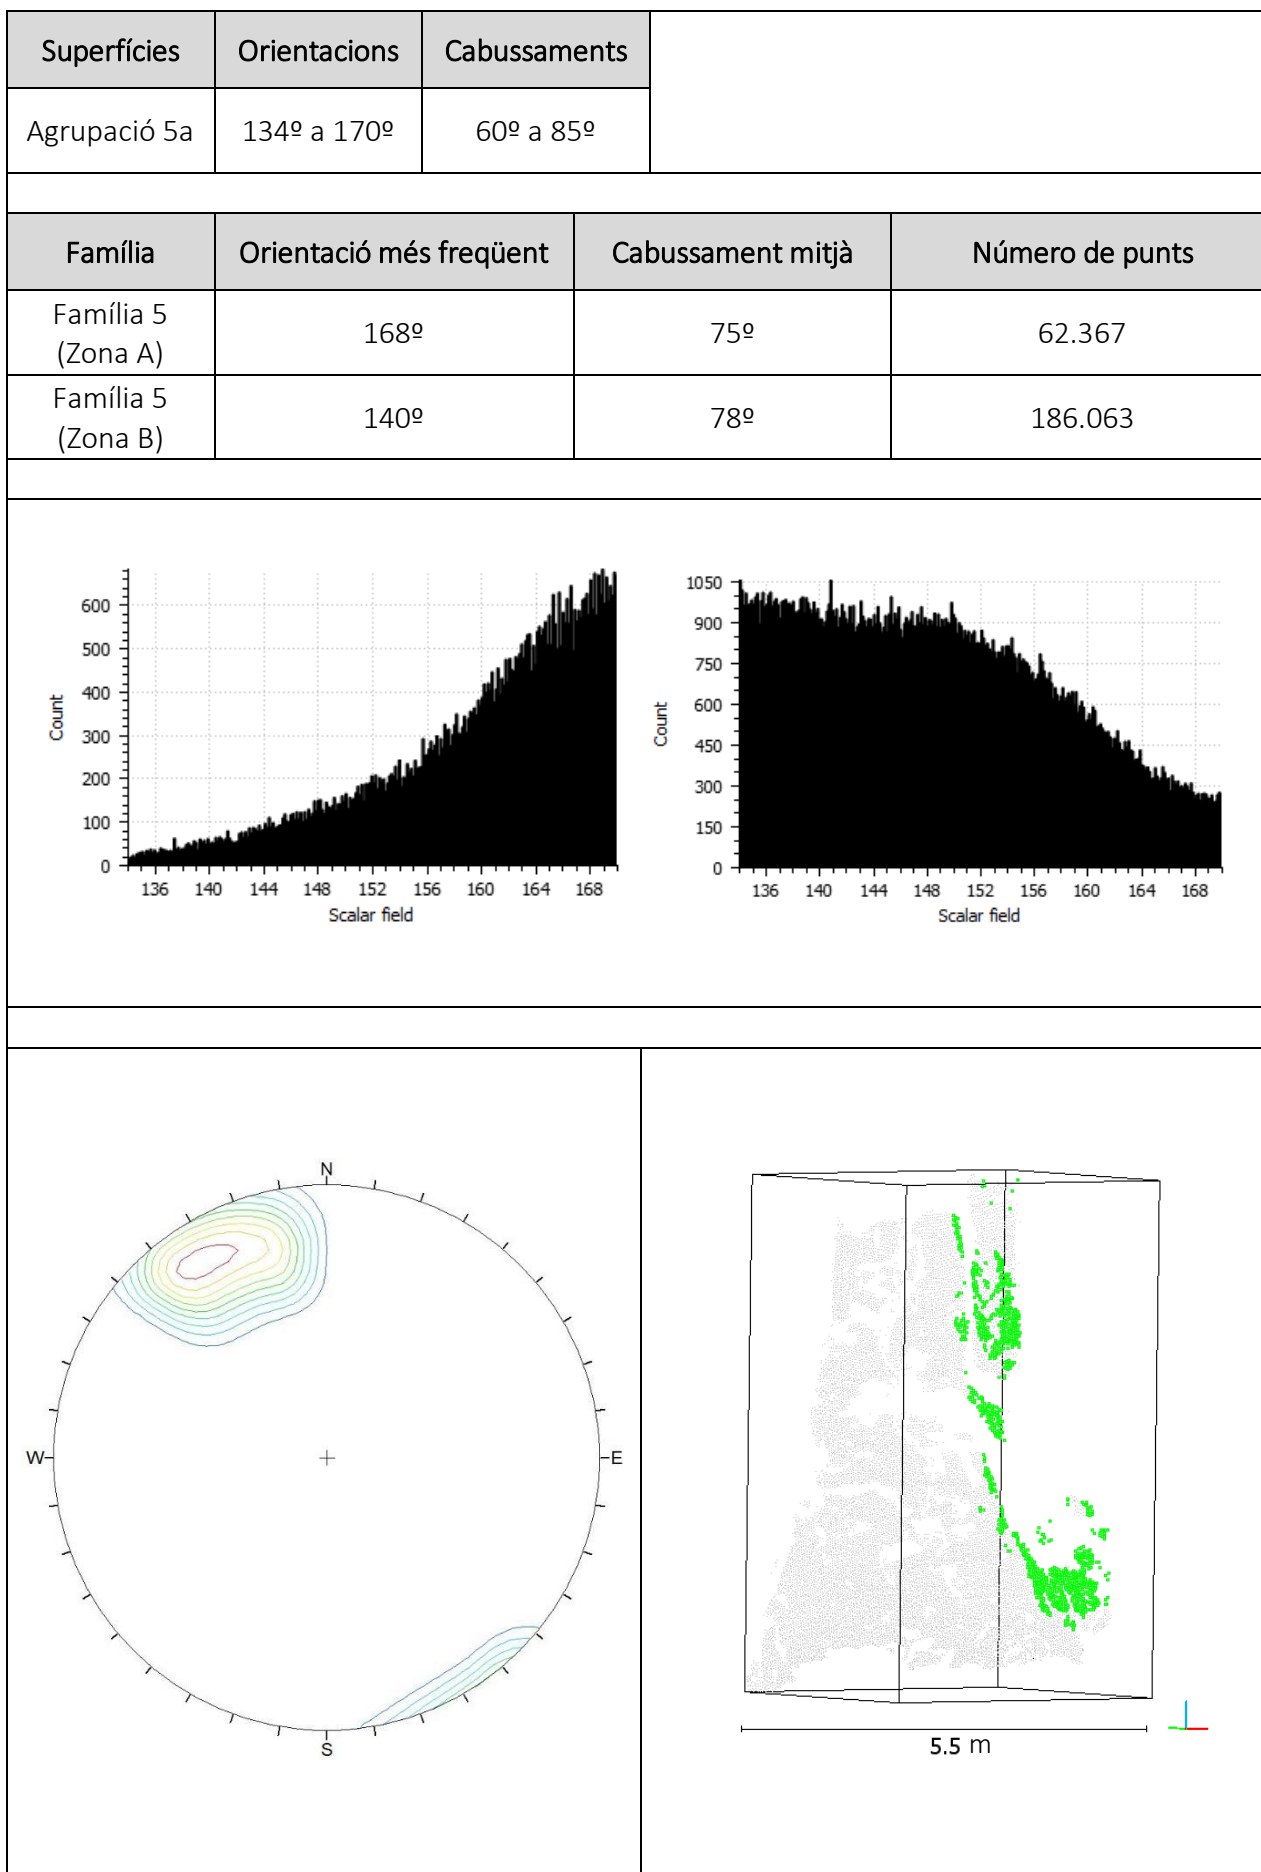 Superfícies Orientacions Cabussaments
Agrupació 5a 134º a 170º 60º a 85º
Família Orientació més freqüent Cabussament mitjà Número de punts
Família 5
(Zona A) 168º 75º 62.367
Família 5
(Zona B) 140º 78º 186.063
600
500
400
300
200
100
0
Count
136 140 144 148 152 156 160 164 168
Scalar field
1050
900
750
600
450
300
150
0
Count
136 140 144 148 152 156 160 164 168
Scalar field
N
W
E
S
5.5 m